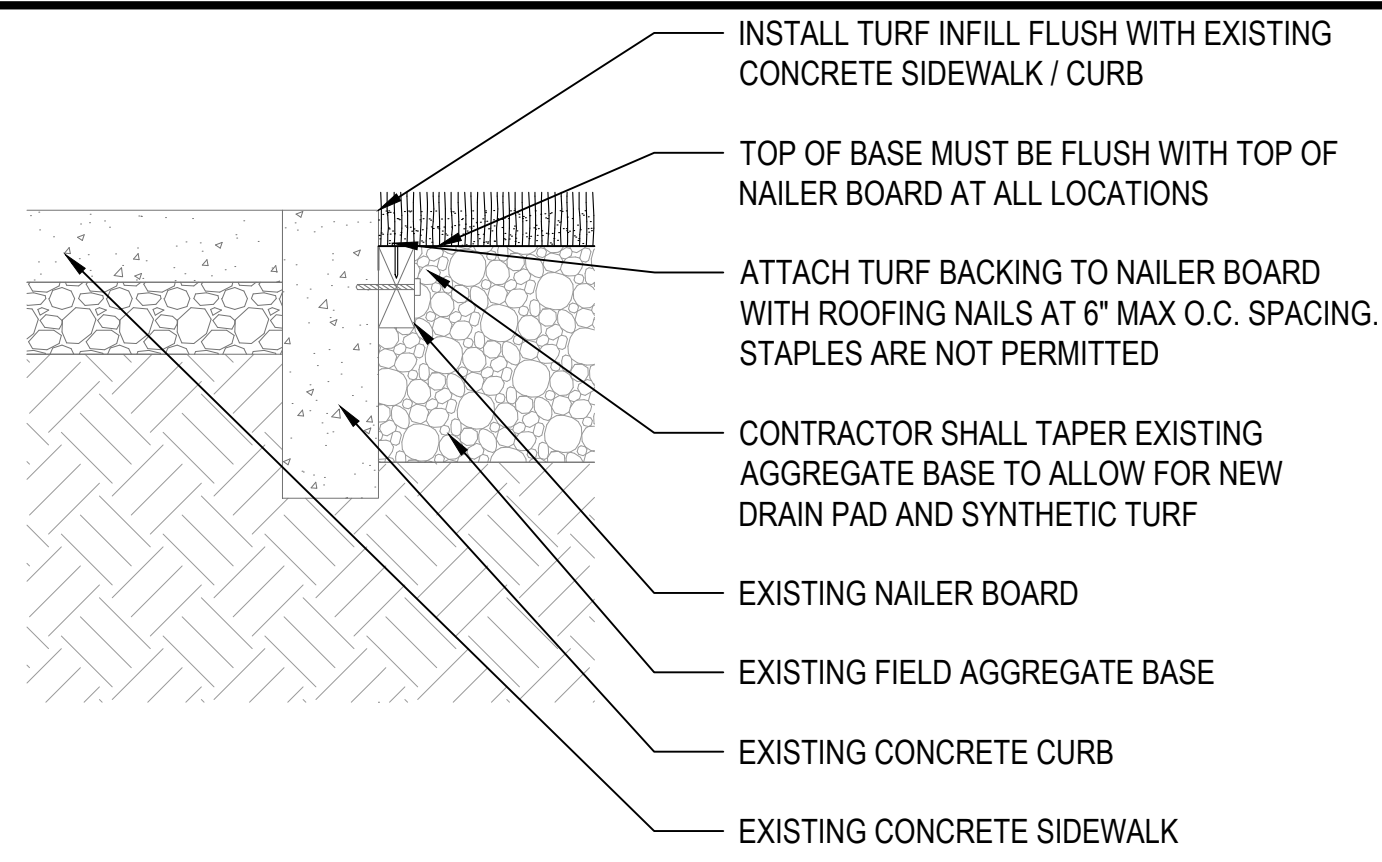 INSTALL TURF INFILL FLUSH WITH EXISTING
CONCRETE SIDEWALK / CURB
TOP OF BASE MUST BE FLUSH WITH TOP OF
NAILER BOARD AT ALL LOCATIONS
ATTACH TURF BACKING TO NAILER BOARD
WITH ROOFING NAILS AT 6" MAX O.C. SPACING.
STAPLES ARE NOT PERMITTED
CONTRACTOR SHALL TAPER EXISTING
AGGREGATE BASE TO ALLOW FOR NEW
DRAIN PAD AND SYNTHETIC TURF
EXISTING NAILER BOARD
EXISTING FIELD AGGREGATE BASE
EXISTING CONCRETE CURB
EXISTING CONCRETE SIDEWALK